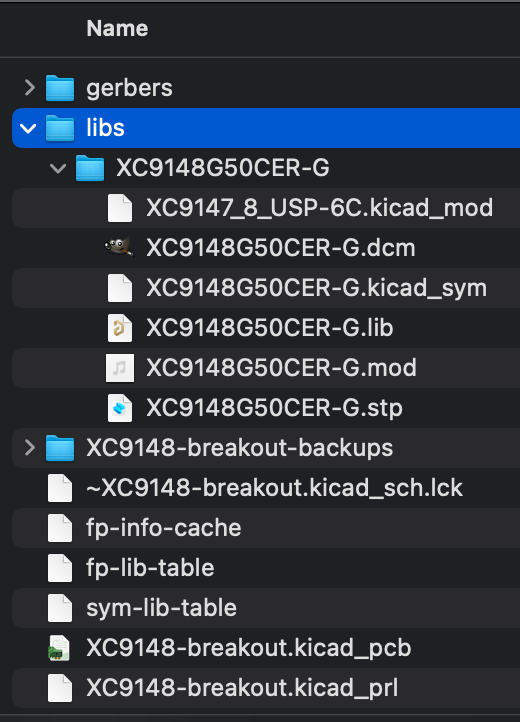 Name
gerbers
libs
XC9148G50CER-G
XC9147_8_USP-6C.kicad_mod
XC9148G50CER-G.dcm
XC9148G50CER-G.kicad_sym
XC9148G50CER-G.lib
XC9148G50CER-G.mod
XC9148G50CER-G.stp
XC9148-breakout-backups
~XC9148-breakout.kicad_sch.lck
fp-info-cache
fp-lib-table
sym-lib-table
XC9148-breakout.kicad_pcb
XC9148-breakout.kicad_prl